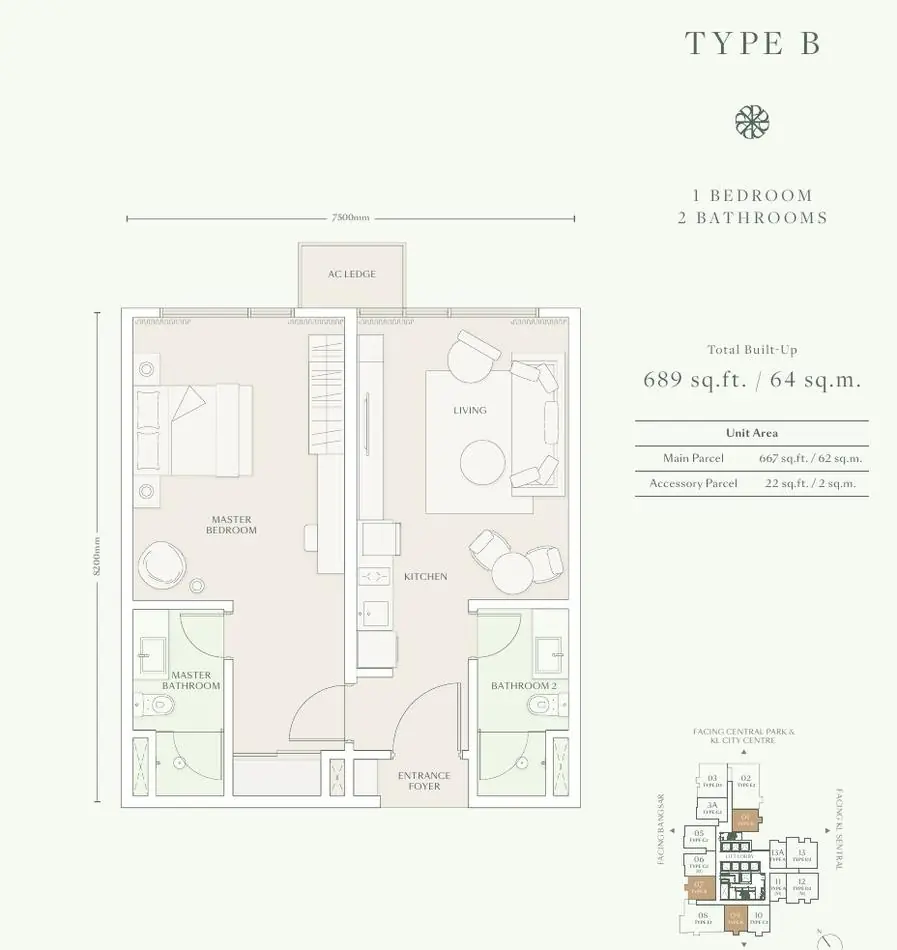 TYPE B
1 BEDROOM
2 BATHROOMS
7500mm
8200mm
AC LEDGE
LIVING
MASTER
BEDROOM
KITCHEN
MASTER
BATHROOM
BATHROOM 2
ENTRANCE
FOYER
Total Built-Up
689 sq.ft. / 64 sq.m.
Unit Area
Main Parcel 667 sq.ft. / 62 sq.m.
Accessory Parcel 22 sq.ft. / 2 sq.m.
FACING CENTRAL PARK &
KL CITY CENTRE
FACING BANGSAR
FACING KL SENTRAL
03
02
3A
05
LIFT LOBBY
13A
13
06
07
11
12
08
09
10
N